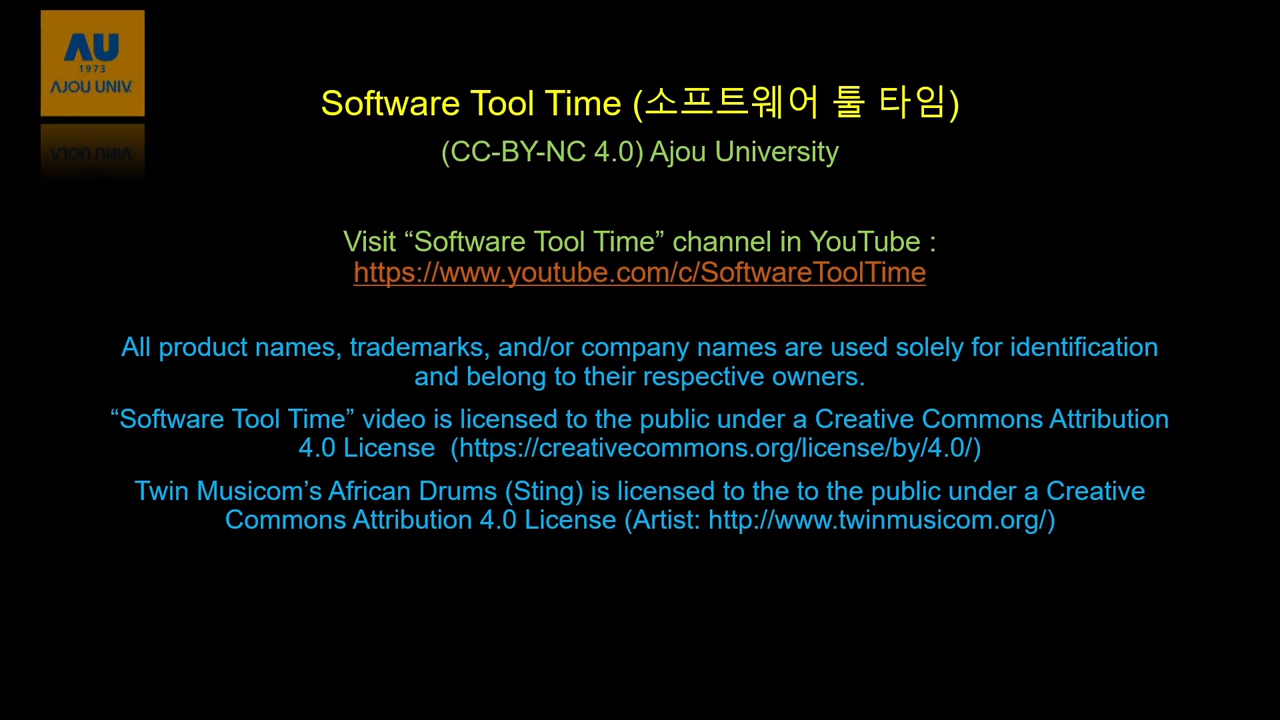 AU
1973
AJOU UNIV.
Software Tool Time (소프트웨어 툴 타임)
(CC-BY-NC 4.0) Ajou University
Visit “Software Tool Time” channel in YouTube :
https://www.youtube.com/c/SoftwareToolTime
All product names, trademarks, and/or company names are used solely for identification
and belong to their respective owners.
“Software Tool Time” video is licensed to the public under a Creative Commons Attribution
4.0 License (https://creativecommons.org/license/by/4.0/)
Twin Musicom’s African Drums (Sting) is licensed to the to the public under a Creative
Commons Attribution 4.0 License (Artist: http://www.twinmusicom.org/)